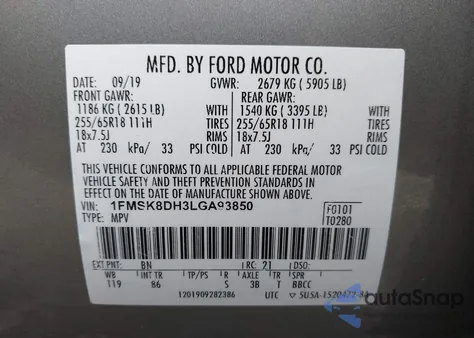 MFD. BY FORD MOTOR CO.
DATE: 09/19 GVWR: 2679 KG ( 5905 LB)
FRONT GAWR: REAR GAWR:
1186 KG ( 2615 LB) WITH 1540 KG ( 3395 LB) WITH
255/65R18 111H TIRES 255/65R18 111H TIRES
18x7.5J RIMS 18x7.5J RIMS
AT 230 kPa/ 33 PSI COLD AT 230 kPa/ 33 PSI COLD
THIS VEHICLE CONFORMS TO ALL APPLICABLE FEDERAL MOTOR
VEHICLE SAFETY AND THEFT PREVENTION STANDARDS IN
EFFECT ON THE DATE OF MANUFACTURE SHOWN ABOVE.
VIN: 1FMSK8DH3LGA93850 F0101
TYPE: MPV T0280
EXT PNT: BN RC: 21 DSO:
WB INT TR TP/PS R AXLE TR SPR
119 86 S 3B T BBCC
1201909282386 UTC
autoSnap